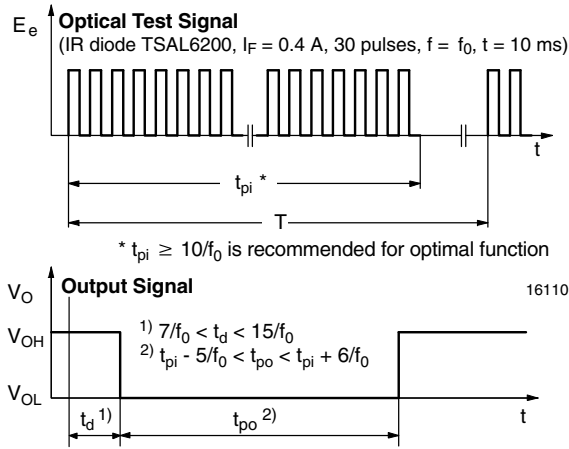 E_e Optical Test Signal
(IR diode TSAL6200, I_F = 0.4 A, 30 pulses, f = f_0, t = 10 ms)
t
t_pi *
T
* t_pi ≥ 10/f_0 is recommended for optimal function
V_O Output Signal 16110
V_OH
1) 7/f_0 < t_d < 15/f_0
2) t_pi - 5/f_0 < t_po < t_pi + 6/f_0
V_OL
t_d 1) t_po 2) t